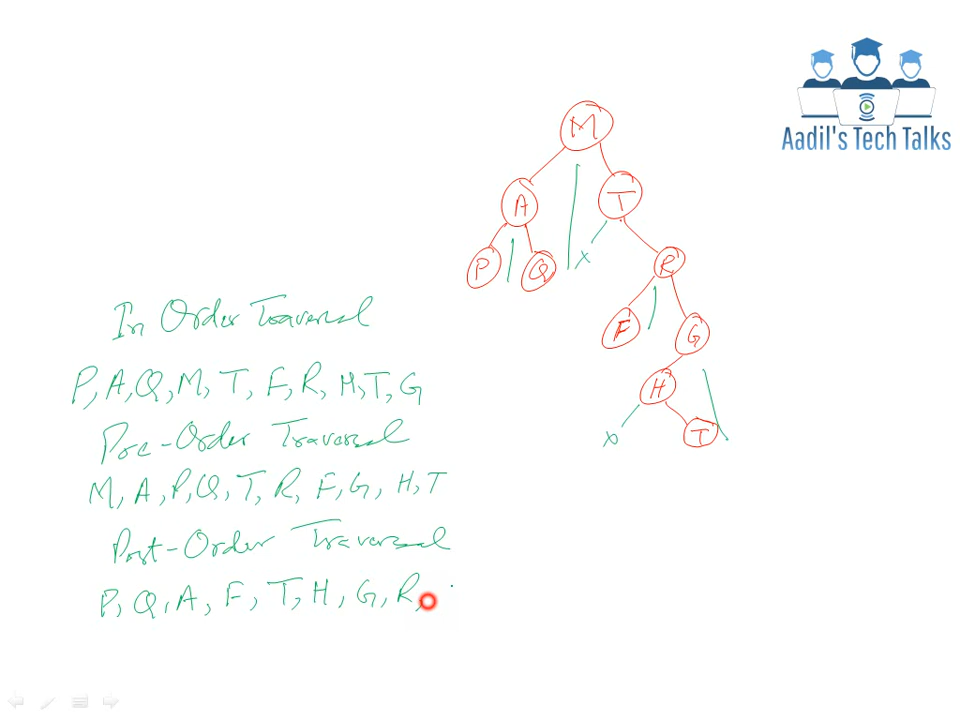 Aadil's Tech Talks
M
A
T
P
Q
X
R
F
G
H
X
T
In Order Traversal
P, A, Q, M, T, F, R, H, T, G
Pre-Order Traversal
M, A, P, Q, T, R, F, G, H, T
Post-Order Traversal
P, Q, A, F, T, H, G, R,